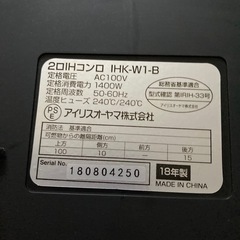 2口IHコンロ IHK-W1-B
定格電圧 AC100V
定格消費電力 1400W
定格周波数 50-60Hz
温度ヒューズ 240℃/240℃
総務省基準適合
型式確認 第RIH-33号
PSE
アイリスオーヤマ株式会社
消防法 基準適合
可燃物からの離隔距離(cm)
上方 側方 前方 後方
100 10 - 15
Serial No.
180804250
18年製
MADE IN CHINA